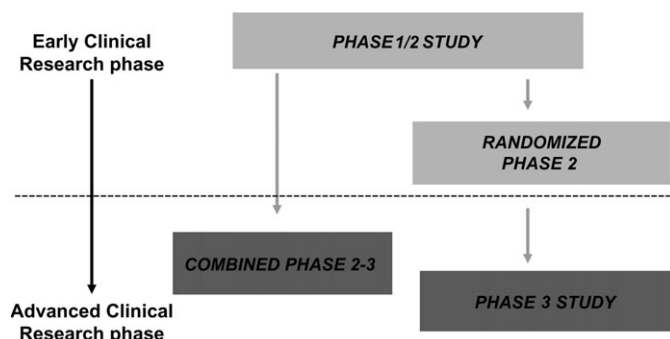 Early Clinical
Research phase
PHASE 1/2 STUDY
RANDOMIZED
PHASE 2
COMBINED PHASE 2-3
PHASE 3 STUDY
Advanced Clinical
Research phase